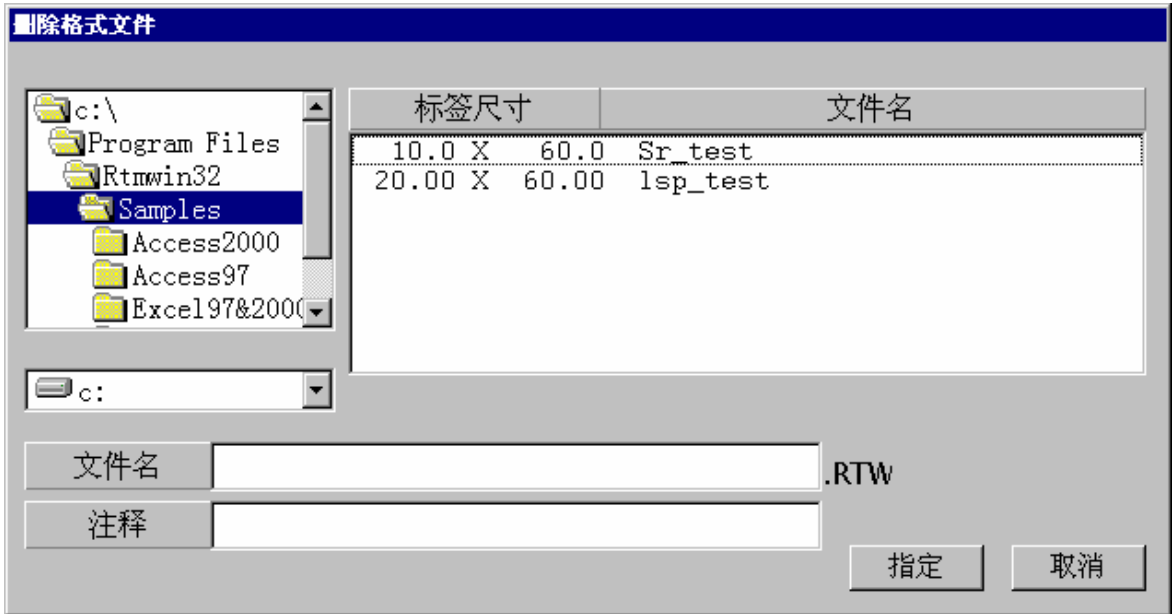 删除格式文件
c:\
Program Files
Rtmwin32
Samples
Access2000
Access97
Excel97&2000
c:
标签尺寸 文件名
10.0 X 60.0 Sr_test
20.00 X 60.00 lsp_test
文件名 .RTW
注释
指定 取消